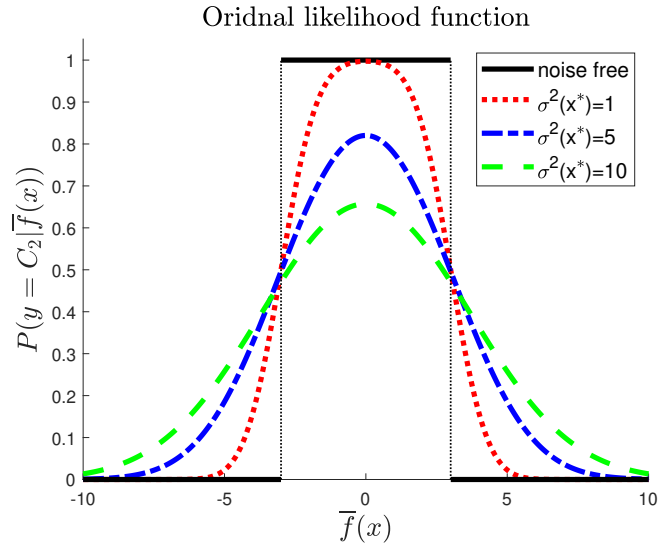 Oridnal likelihood function
1
0.9
0.8
0.7
0.6
0.5
0.4
0.3
0.2
0.1
0
P(y = C₂|f̅(x))
noise free
σ²(x*)=1
σ²(x*)=5
σ²(x*)=10
-10 -5 0 5 10
f̅(x)